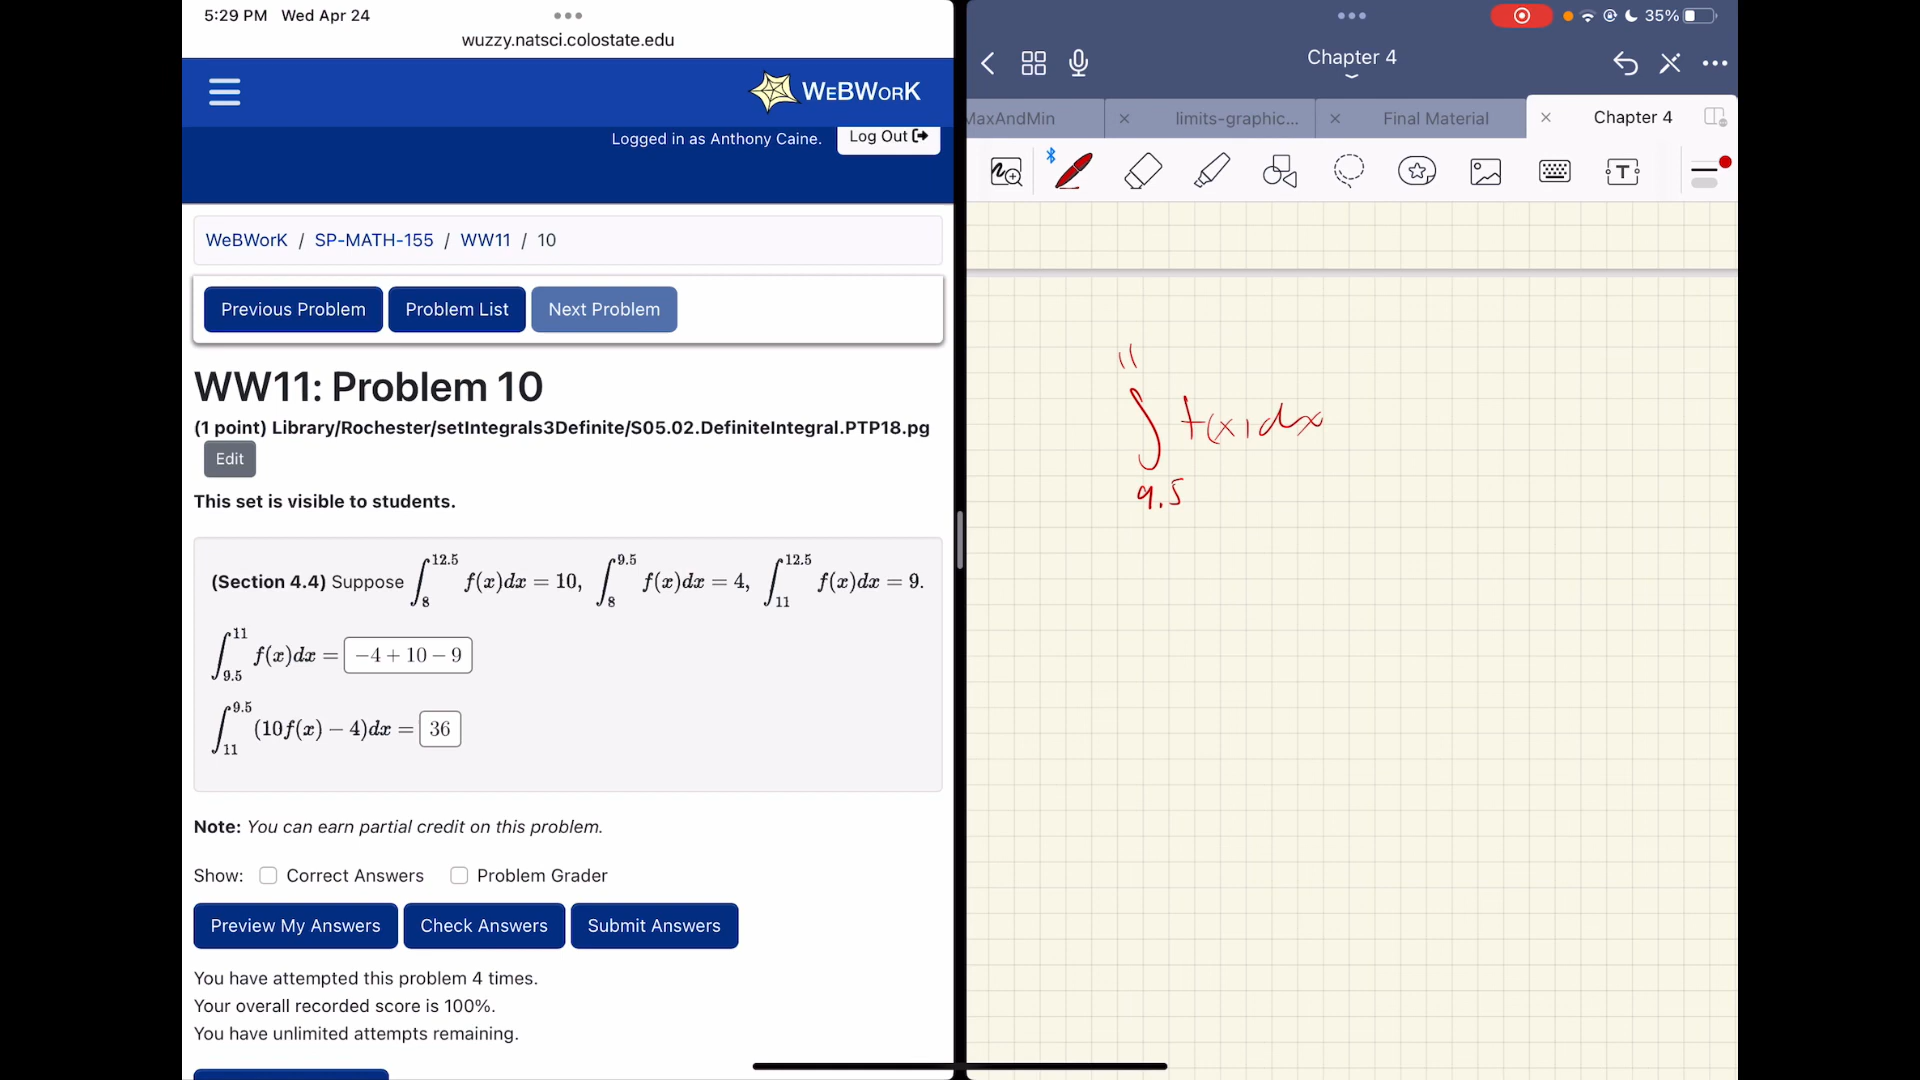 5:29 PM Wed Apr 24
wuzzy.natsci.colostate.edu
WEBWORK
Logged in as Anthony Caine.
Log Out
WeBWorK / SP-MATH-155 / WW11 / 10
Previous Problem
Problem List
Next Problem
WW11: Problem 10
(1 point) Library/Rochester/setIntegrals3Definite/S05.02.DefiniteIntegral.PTP18.pg
Edit
This set is visible to students.
(Section 4.4) Suppose ∫_8^12.5 f(x)dx = 10, ∫_8^9.5 f(x)dx = 4, ∫_11^12.5 f(x)dx = 9.
∫_9.5^11 f(x)dx = −4 + 10 − 9
∫_11^9.5 (10f(x) − 4)dx = 36
Note: You can earn partial credit on this problem.
Show: Correct Answers Problem Grader
Preview My Answers
Check Answers
Submit Answers
You have attempted this problem 4 times.
Your overall recorded score is 100%.
You have unlimited attempts remaining.
35%
Chapter 4
MaxAndMin
limits-graphic...
Final Material
Chapter 4
T
∫_9.5^11 f(x)dx